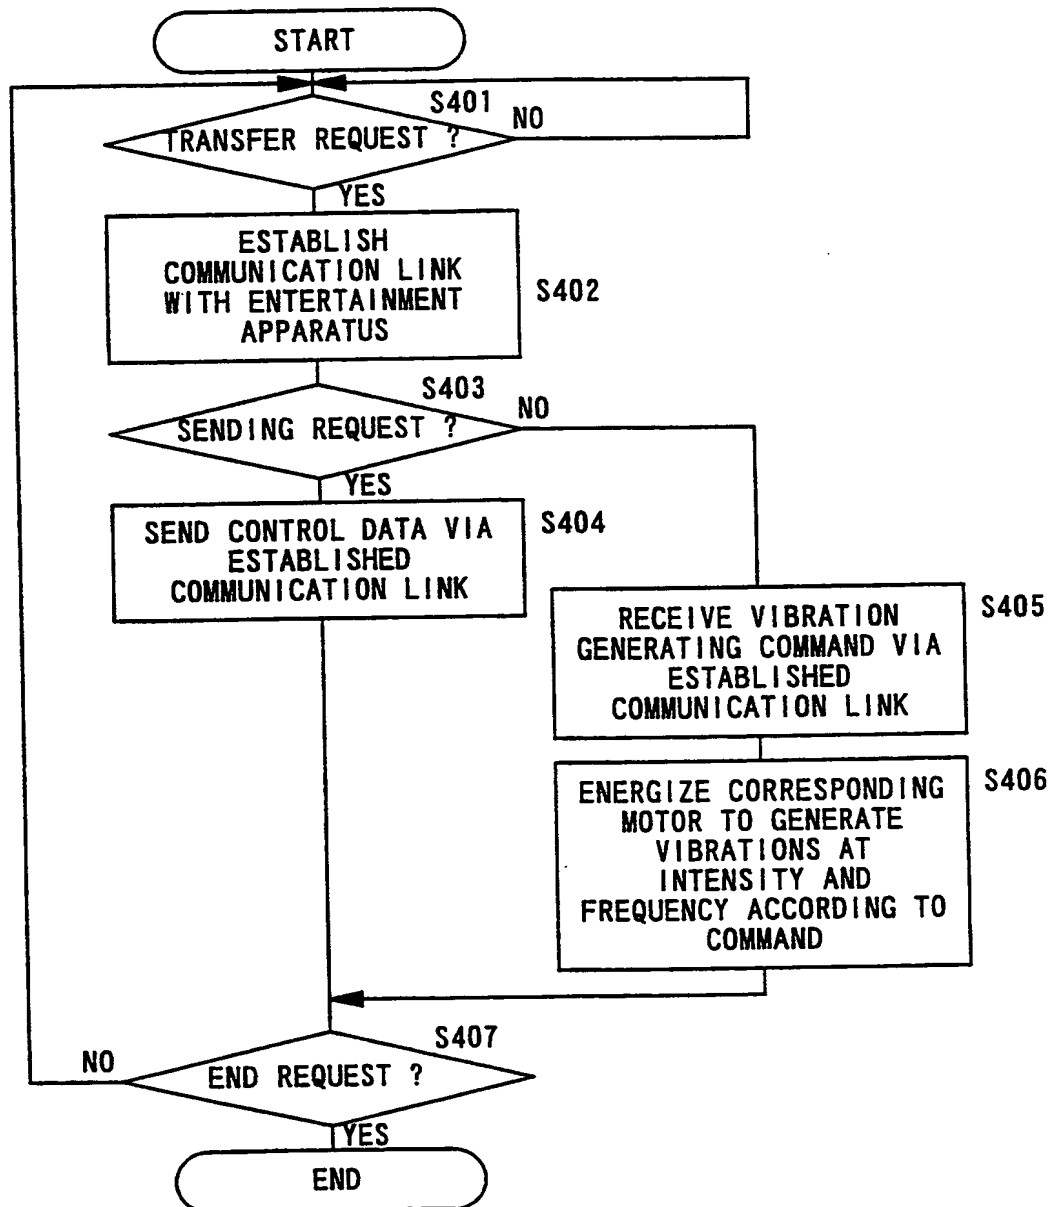 START
S401
TRANSFER REQUEST ?
NO
YES
ESTABLISH
COMMUNICATION LINK
WITH ENTERTAINMENT
APPARATUS
S402
S403
SENDING REQUEST ?
NO
YES
SEND CONTROL DATA VIA
ESTABLISHED
COMMUNICATION LINK
S404
RECEIVE VIBRATION
GENERATING COMMAND VIA
ESTABLISHED
COMMUNICATION LINK
S405
ENERGIZE CORRESPONDING
MOTOR TO GENERATE
VIBRATIONS AT
INTENSITY AND
FREQUENCY ACCORDING TO
COMMAND
S406
S407
NO
END REQUEST ?
YES
END